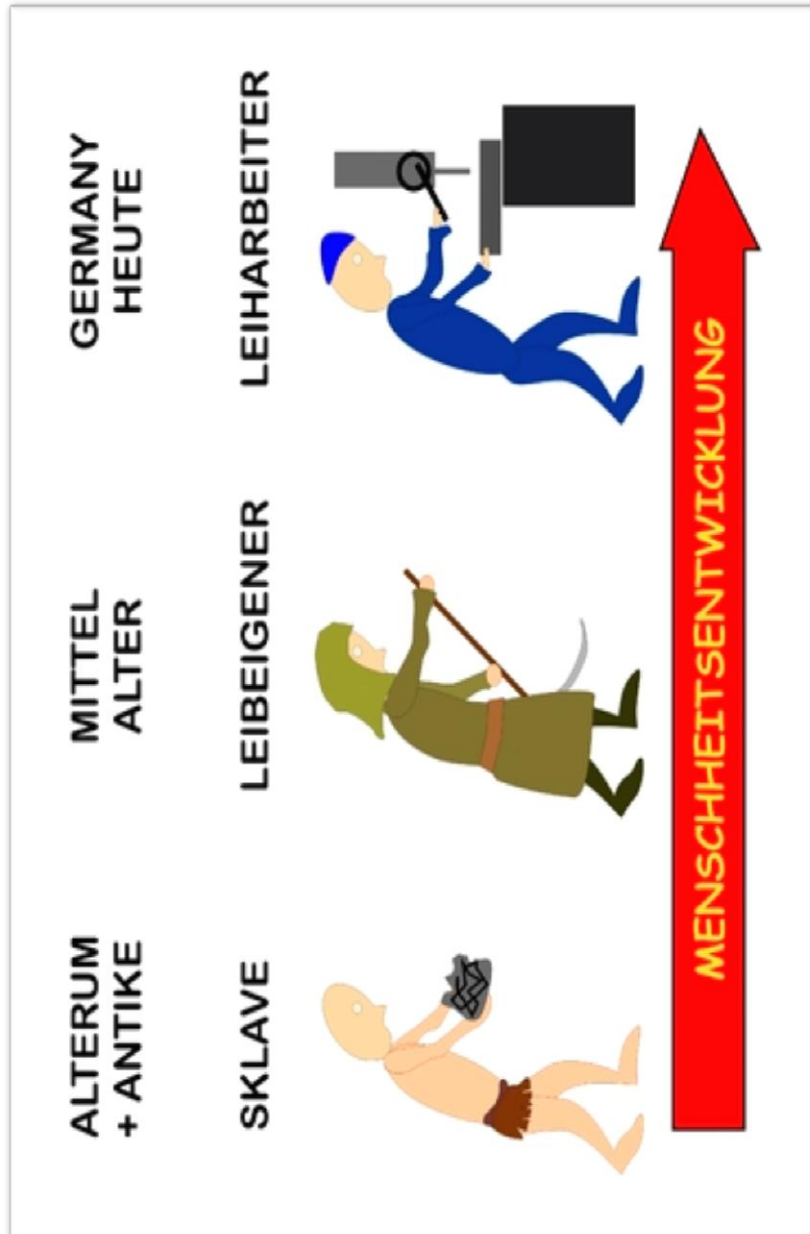 ALTERUM
+ ANTIKE
MITTEL
ALTER
GERMANY
HEUTE
SKLAVE
LEIBEIGENER
LEIHARBEITER
MENSCHHEITSENTWICKLUNG